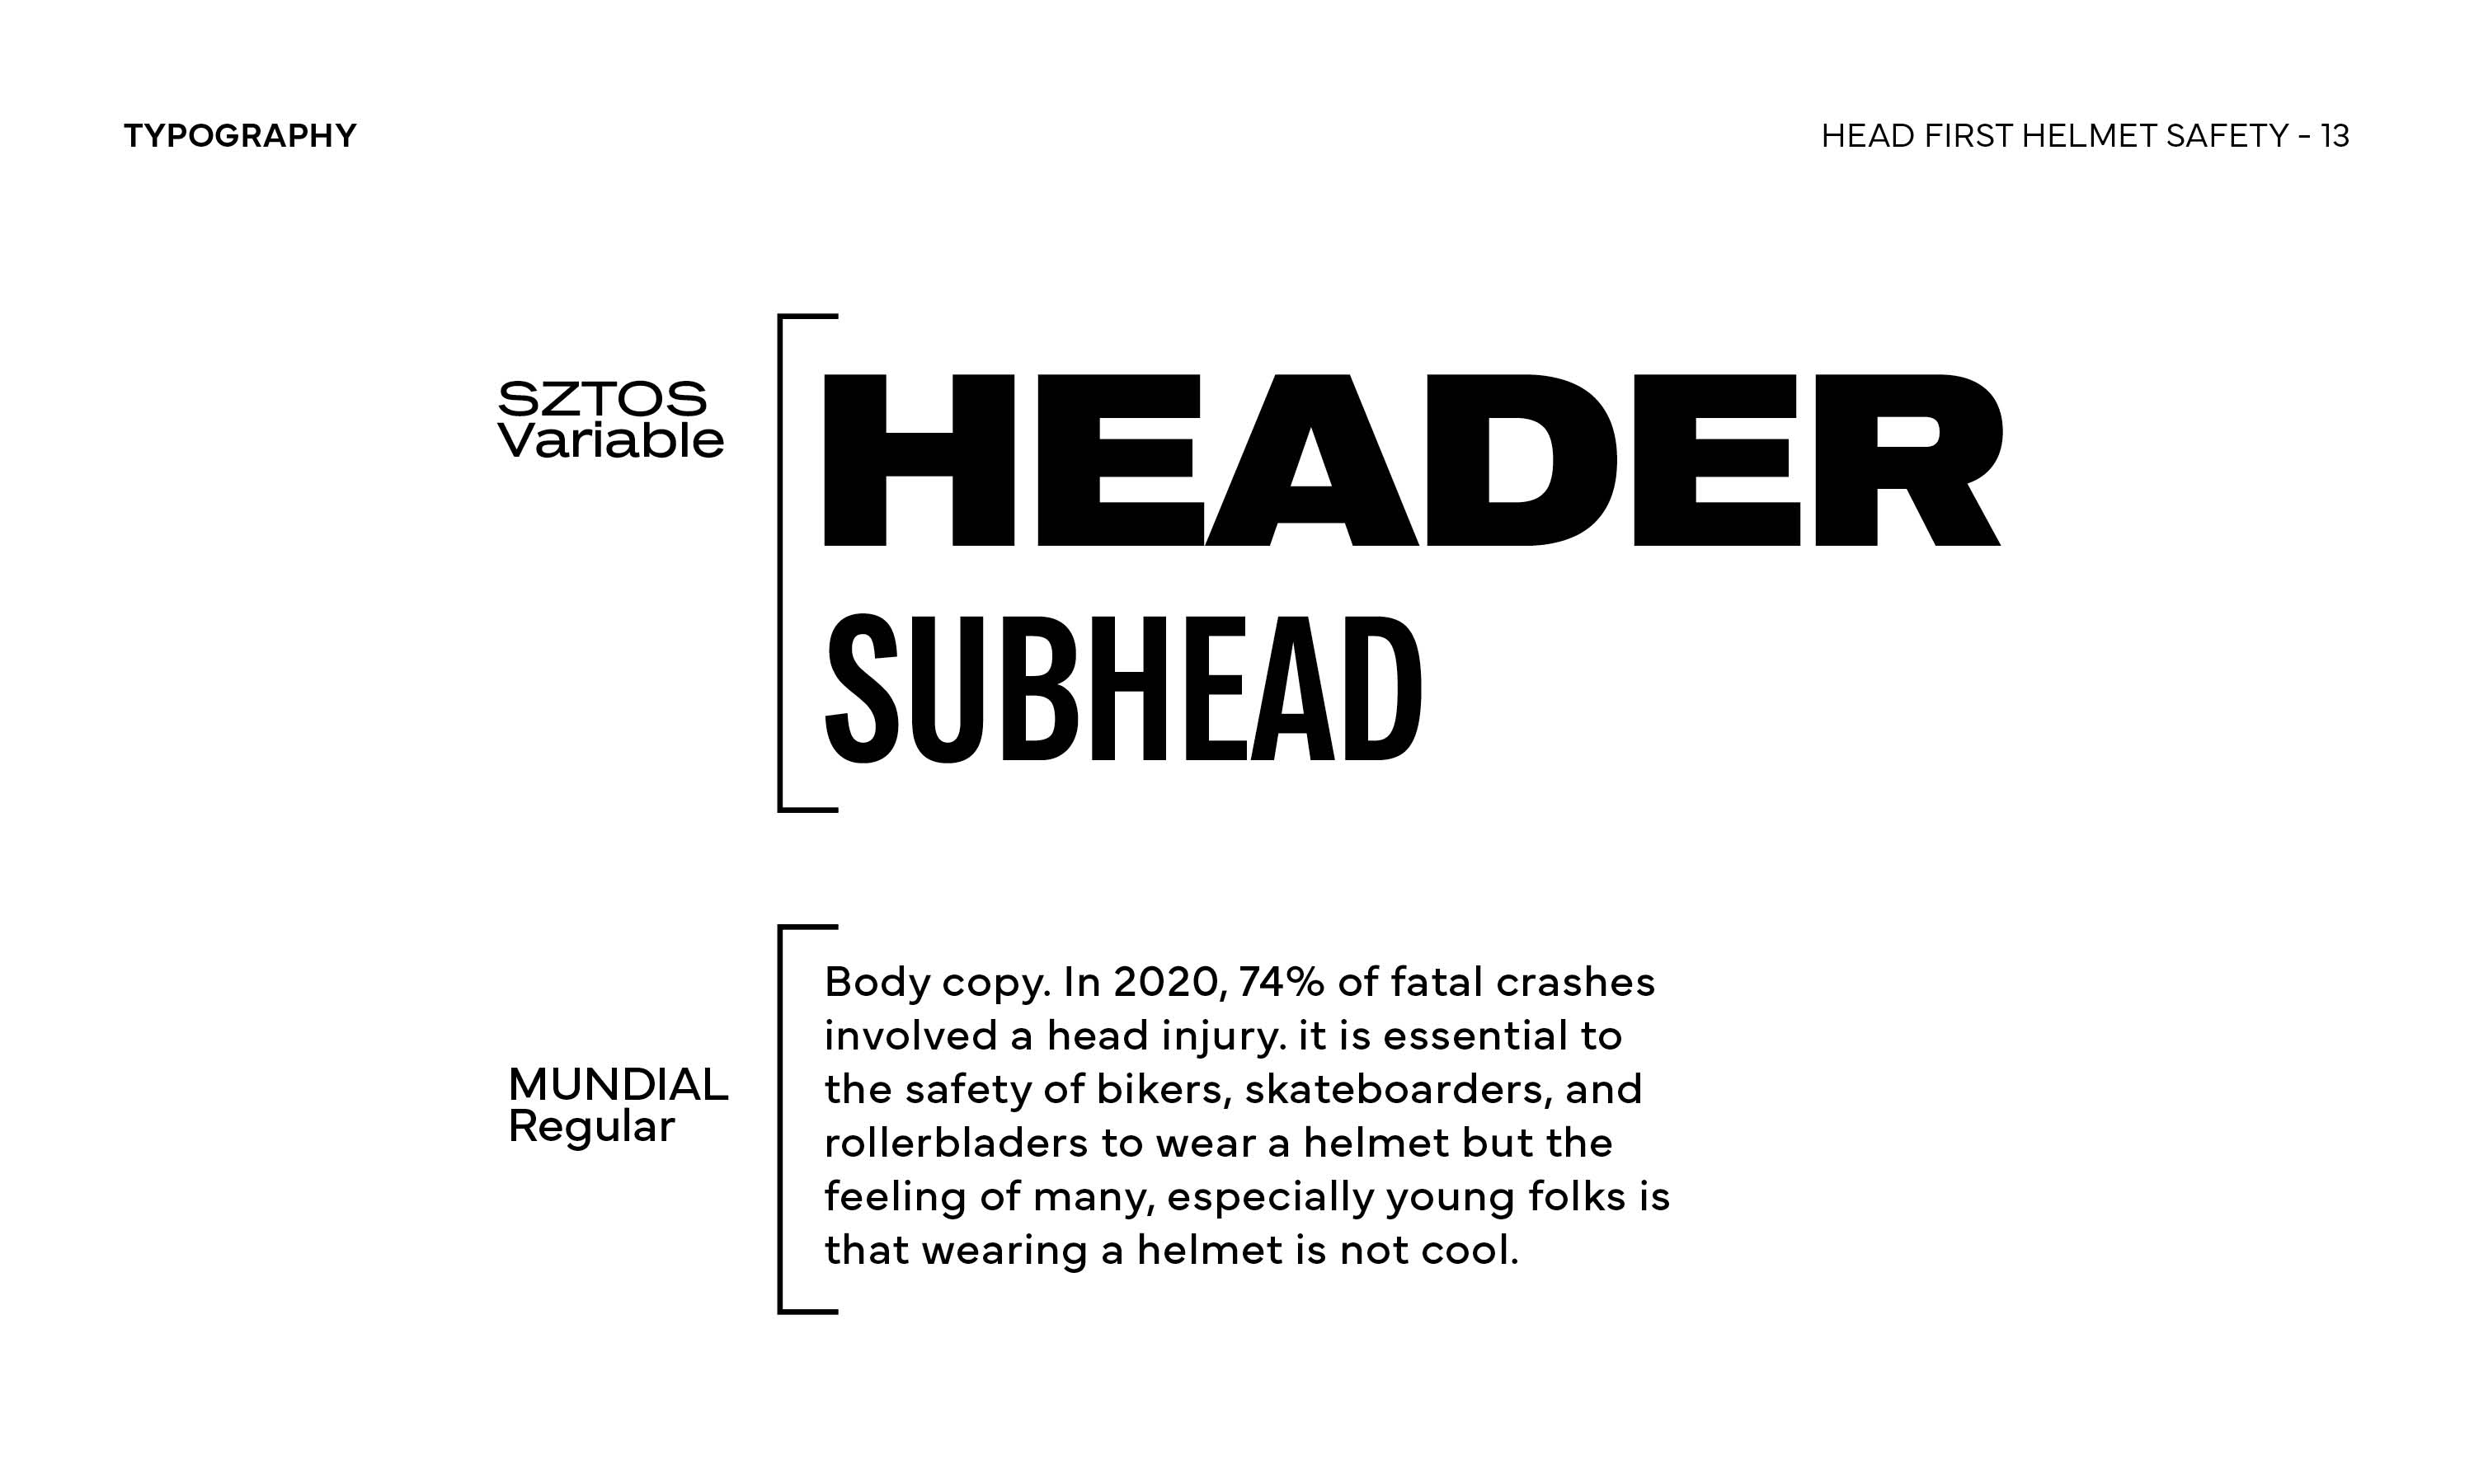 TYPOGRAPHY
HEAD FIRST HELMET SAFETY - 13
SZTOS
Variable
HEADER
SUBHEAD
MUNDIAL
Regular
Body copy. In 2020, 74% of fatal crashes
involved a head injury. it is essential to
the safety of bikers, skateboarders, and
rollerbladers to wear a helmet but the
feeling of many, especially young folks is
that wearing a helmet is not cool.